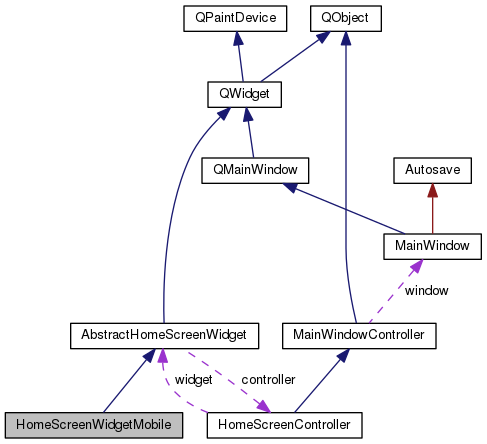 QPaintDevice
QObject
QWidget
QMainWindow
Autosave
MainWindow
window
AbstractHomeScreenWidget
MainWindowController
widget
controller
HomeScreenWidgetMobile
HomeScreenController